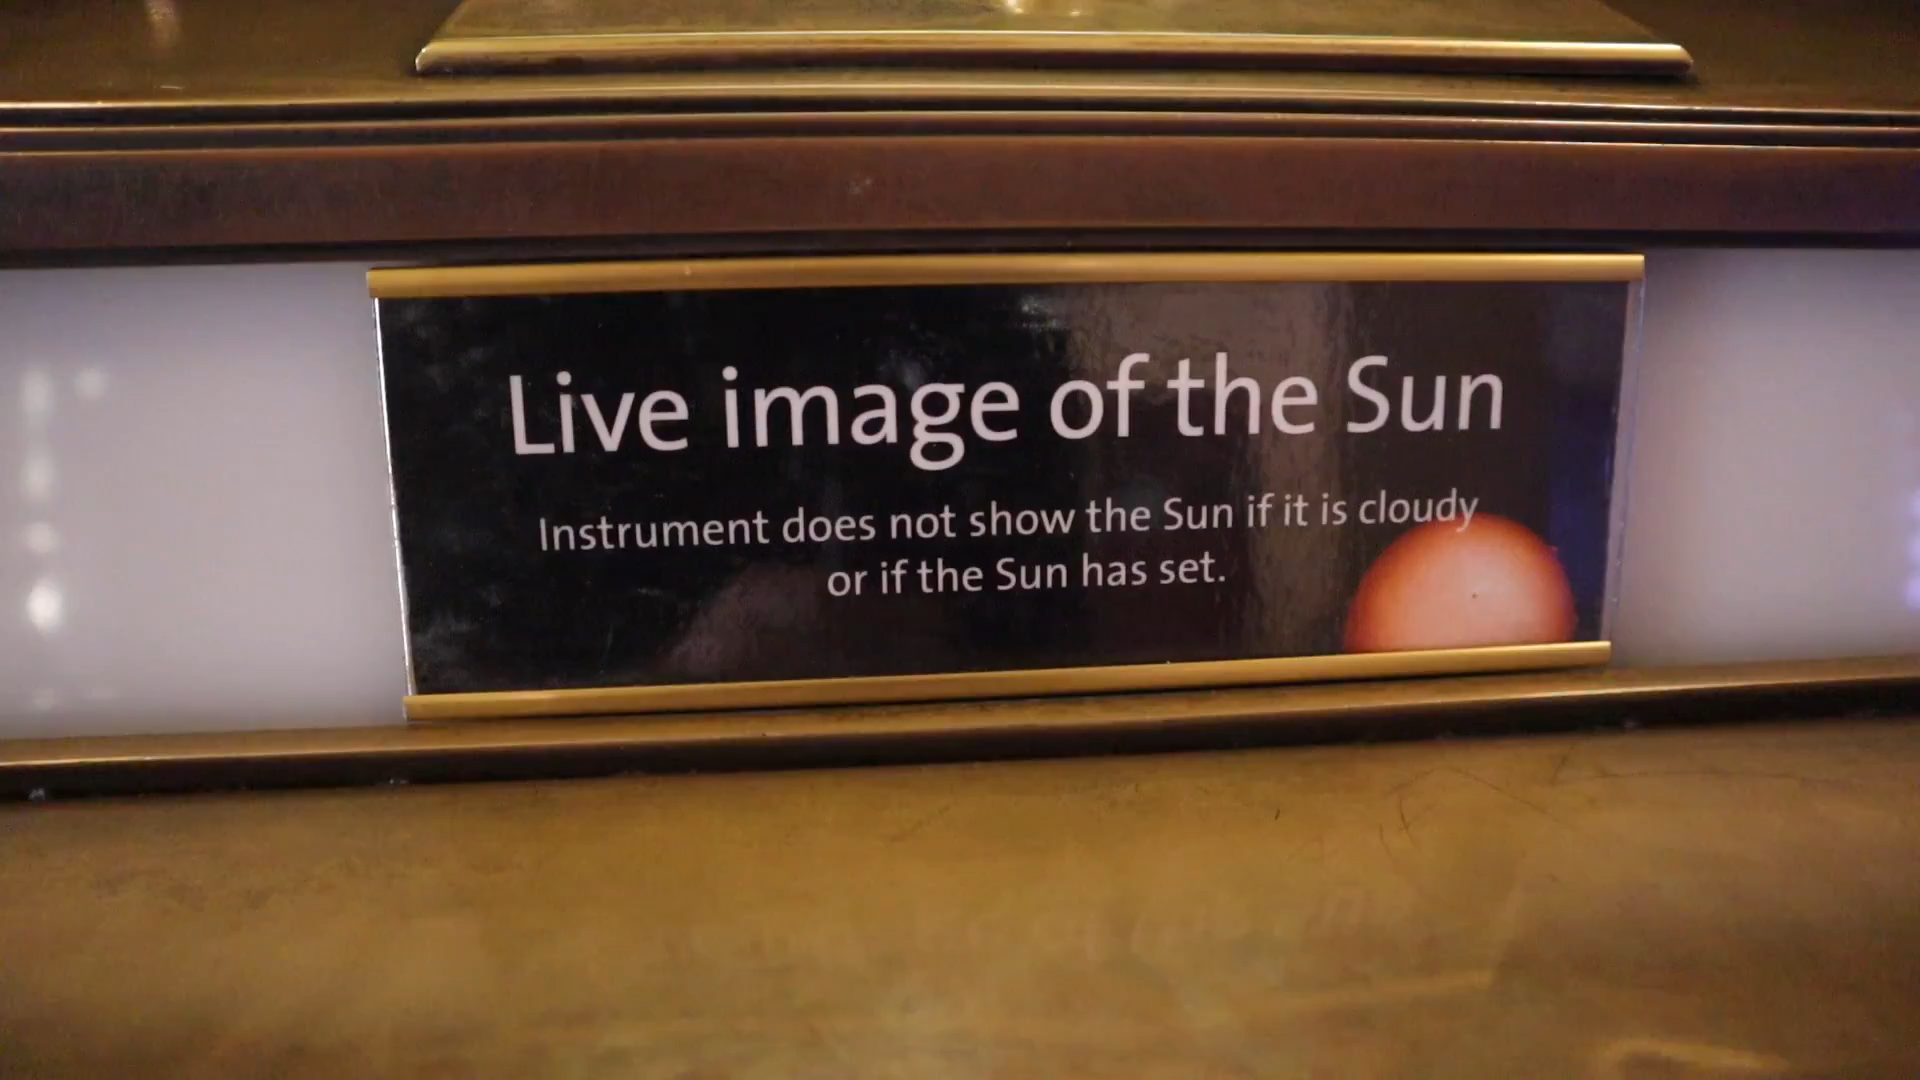 Live image of the Sun
Instrument does not show the Sun if it is cloudy
or if the Sun has set.